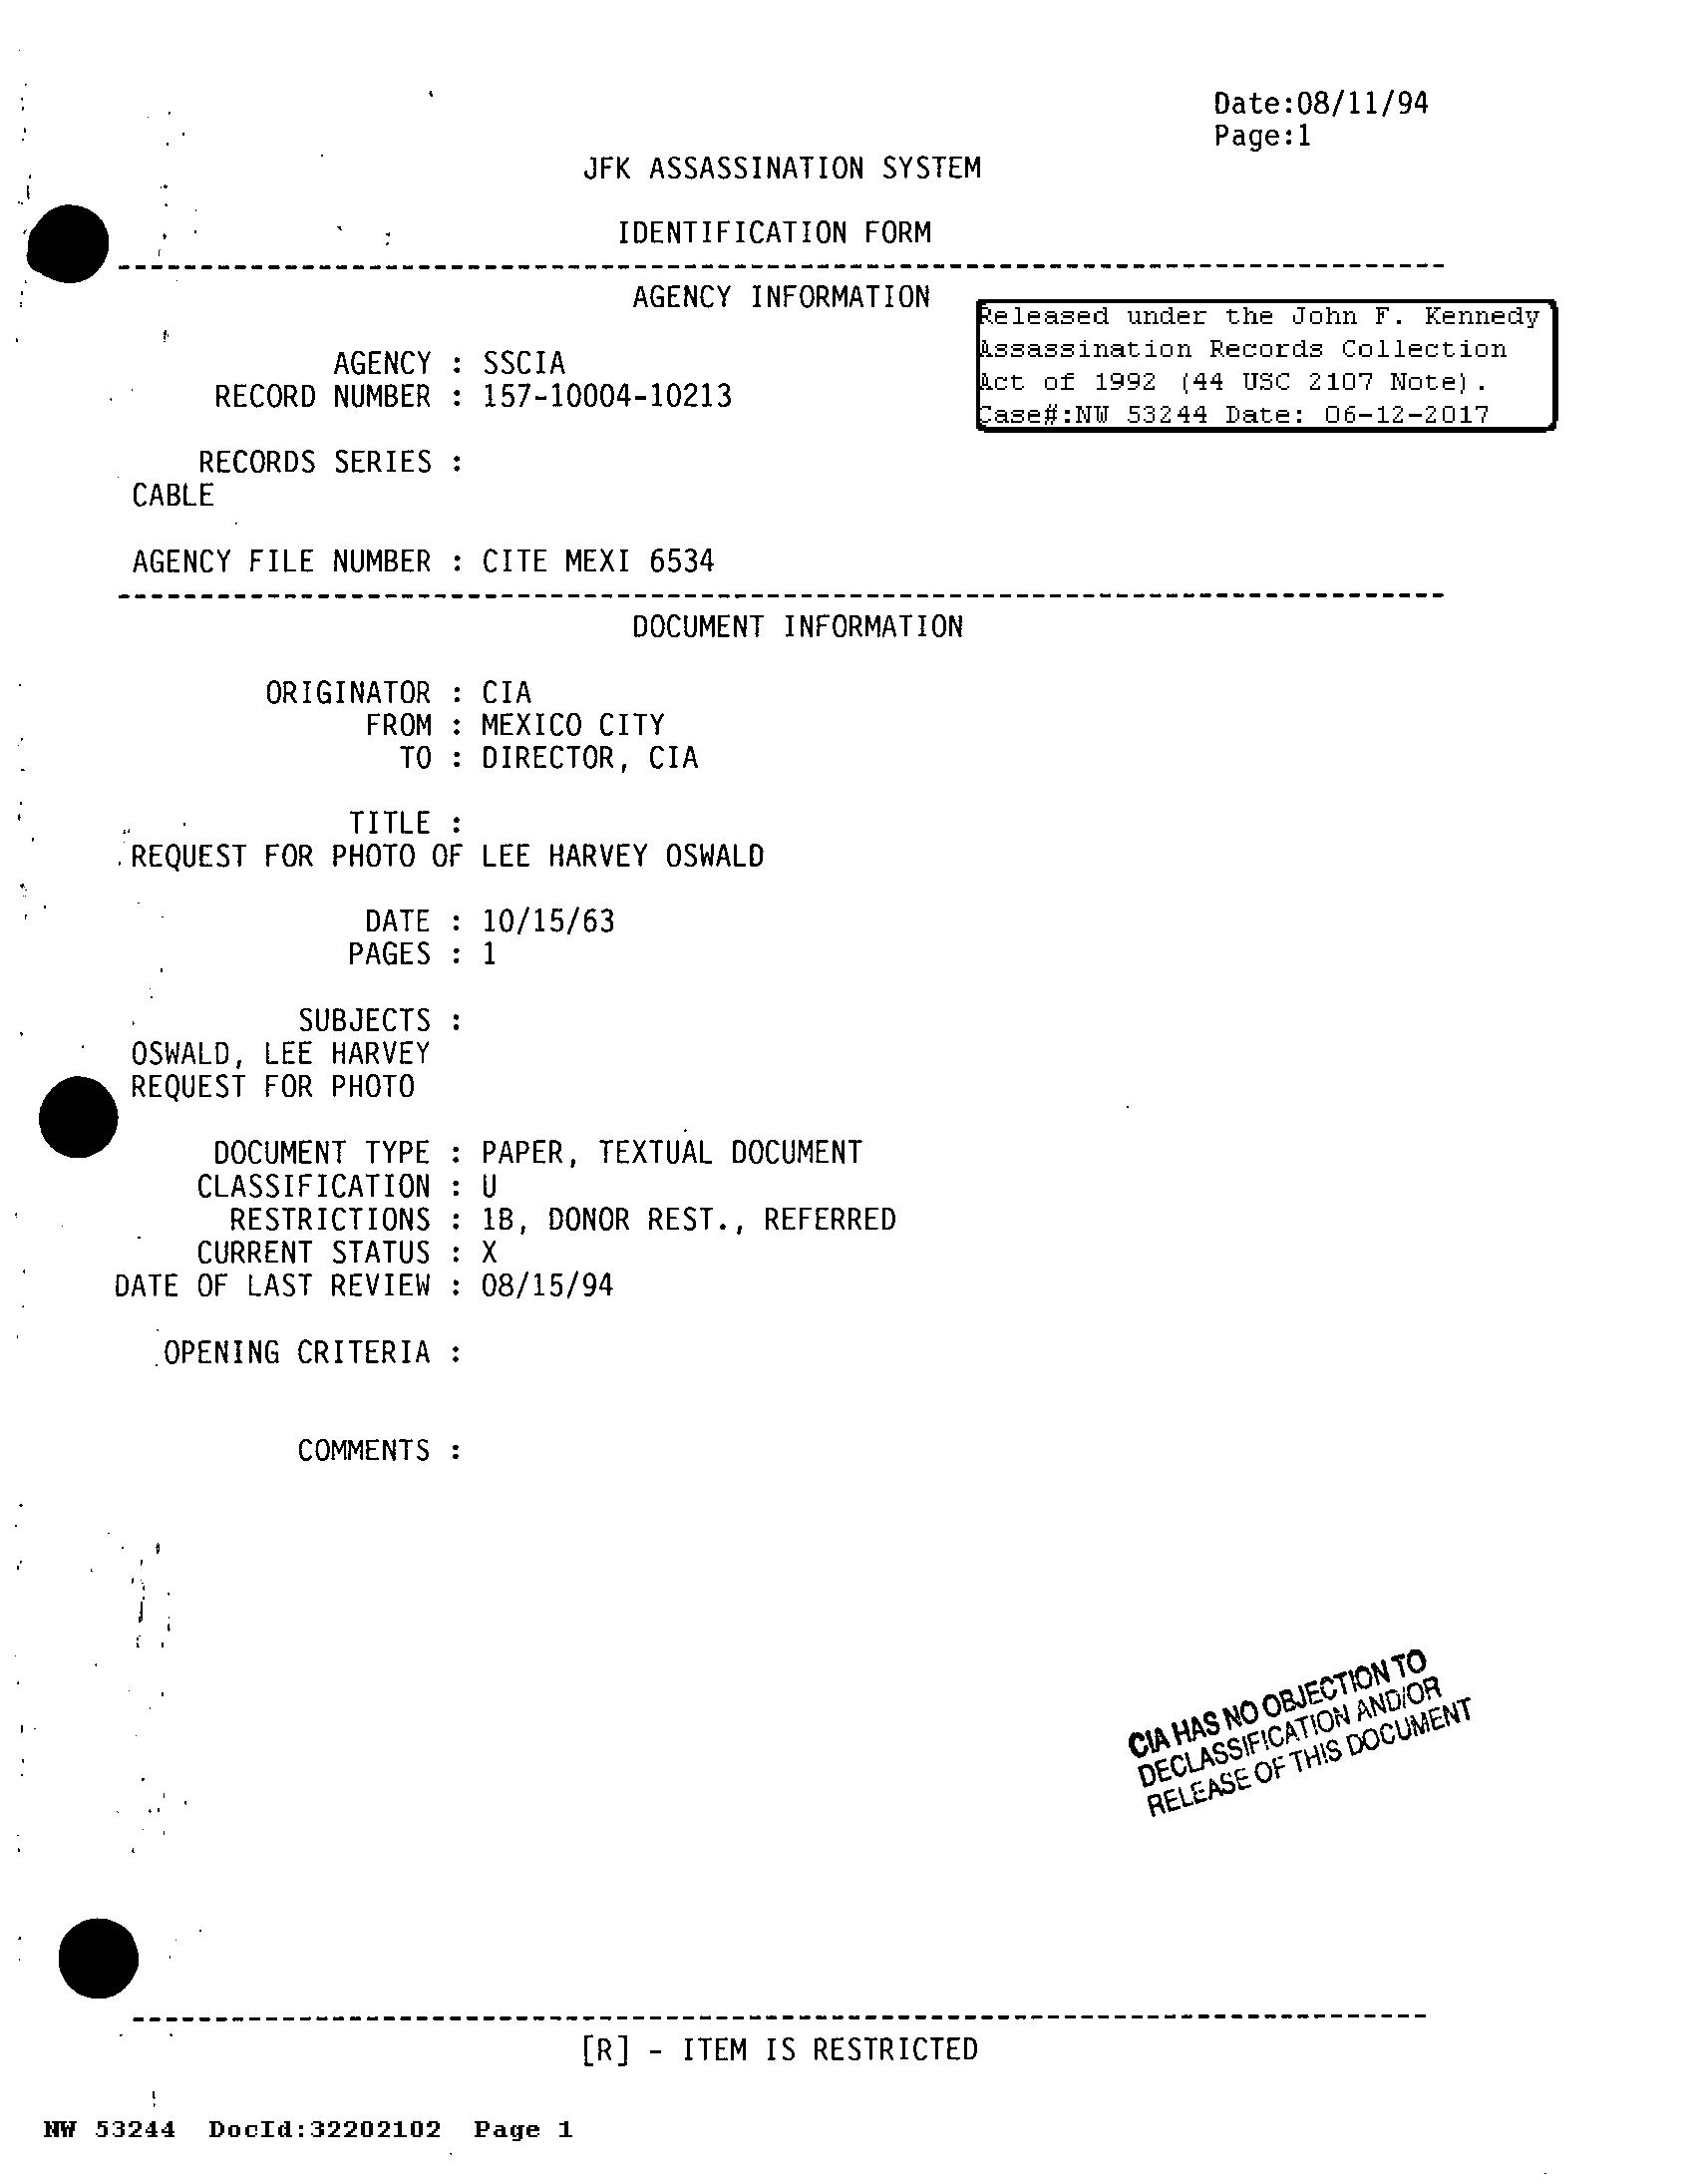 Date:08/11/94
Page:1
JFK ASSASSINATION SYSTEM
IDENTIFICATION FORM
AGENCY INFORMATION
Released under the John F. Kennedy
Assassination Records Collection
Act of 1992 (44 USC 2107 Note).
Case#:NW 53244 Date: 06-12-2017
AGENCY : SSCIA
RECORD NUMBER : 157-10004-10213
RECORDS SERIES :
CABLE
AGENCY FILE NUMBER : CITE MEXI 6534
DOCUMENT INFORMATION
ORIGINATOR : CIA
FROM : MEXICO CITY
TO : DIRECTOR, CIA
TITLE :
REQUEST FOR PHOTO OF LEE HARVEY OSWALD
DATE : 10/15/63
PAGES : 1
SUBJECTS :
OSWALD, LEE HARVEY
REQUEST FOR PHOTO
DOCUMENT TYPE : PAPER, TEXTUAL DOCUMENT
CLASSIFICATION : U
RESTRICTIONS : 1B, DONOR REST., REFERRED
CURRENT STATUS : X
DATE OF LAST REVIEW : 08/15/94
OPENING CRITERIA :
COMMENTS :
CIA HAS NO OBJECTION TO
DECLASSIFICATION AND/OR
RELEASE OF THIS DOCUMENT
[R] - ITEM IS RESTRICTED
NW 53244 DocId:32202102 Page 1